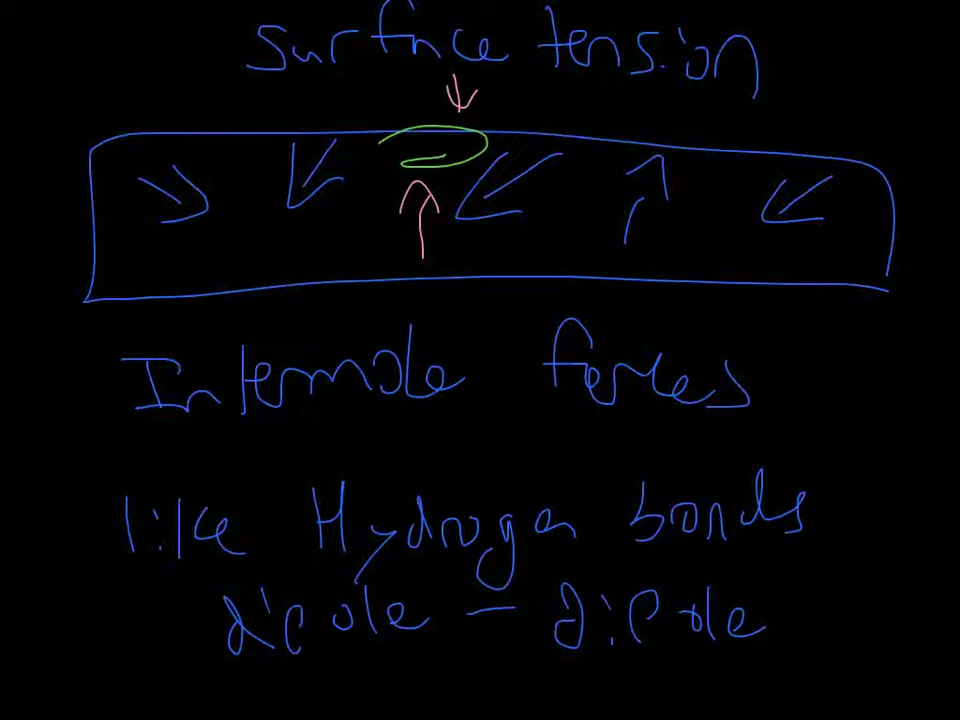 Surface tension
Intermole forces
like Hydrogen bonds
dipole - dipole